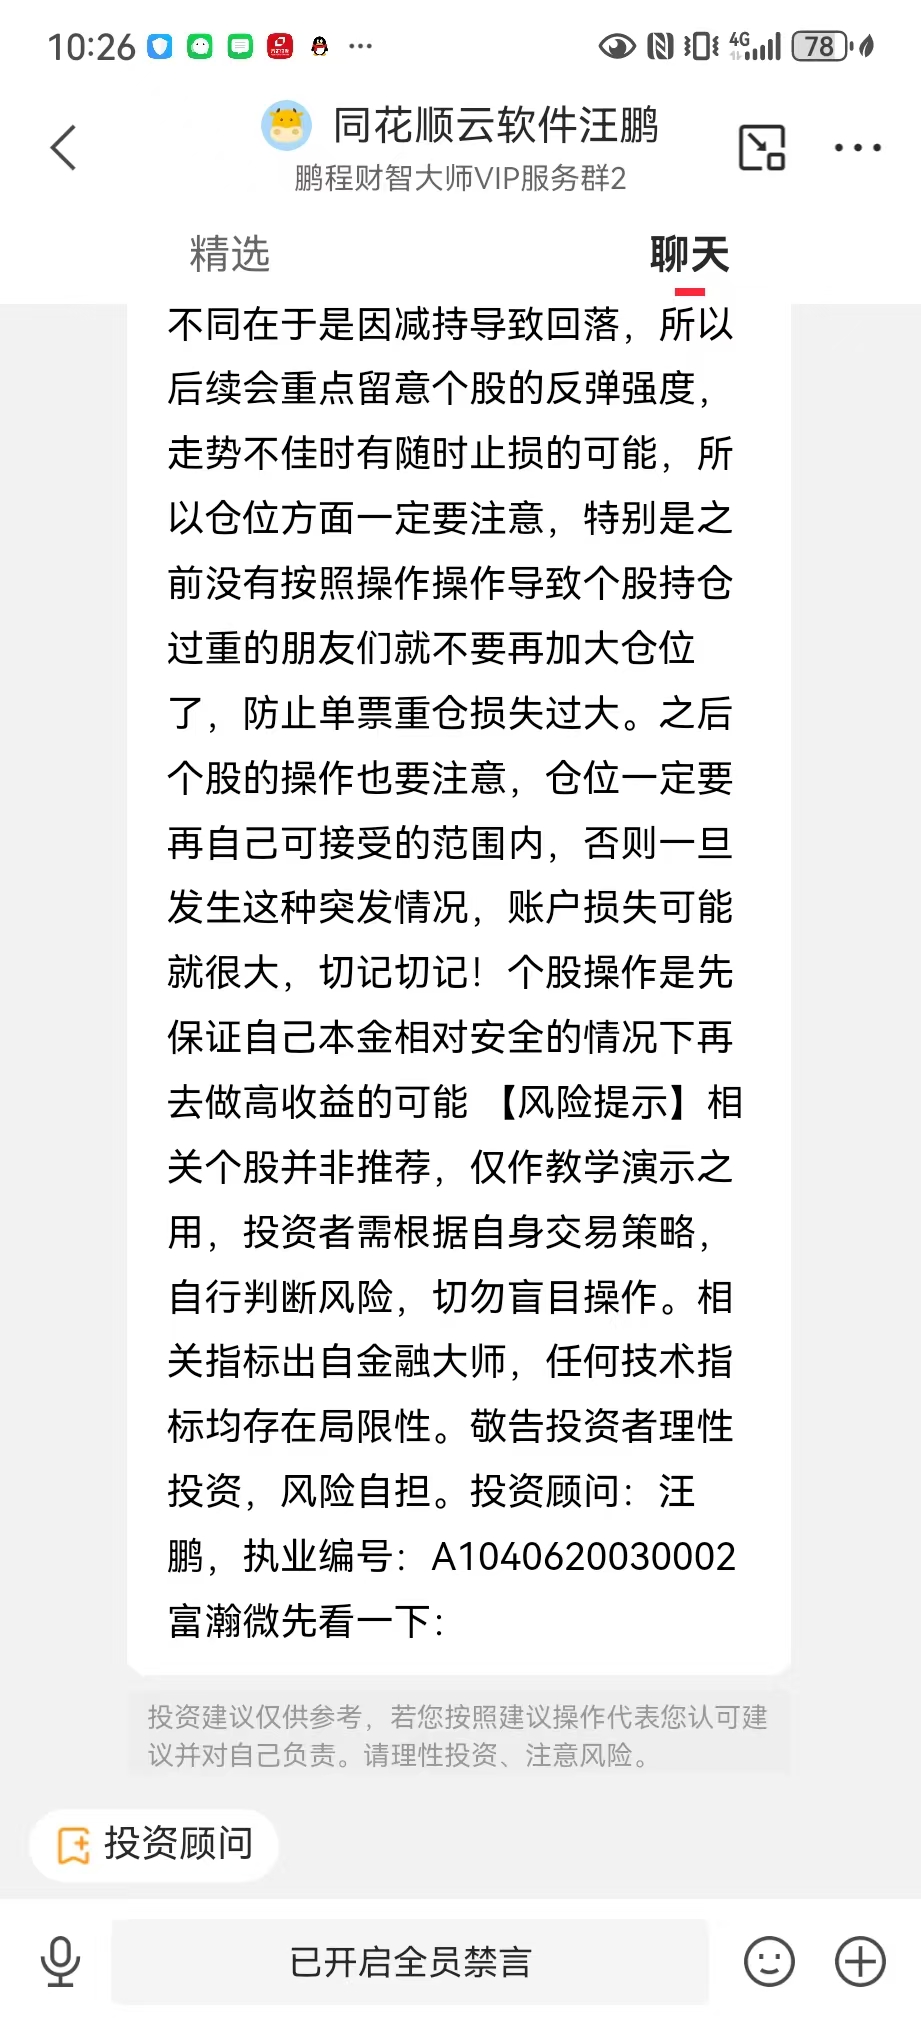 10:26
4G
78
同花顺云软件汪鹏
鹏程财智大师VIP服务群2
精选
聊天
不同在于是因减持导致回落，所以
后续会重点留意个股的反弹强度，
走势不佳时有随时止损的可能，所
以仓位方面一定要注意，特别是之
前没有按照操作操作导致个股持仓
过重的朋友们就不要再加大仓位
了，防止单票重仓损失过大。之后
个股的操作也要注意，仓位一定要
再自己可接受的范围内，否则一旦
发生这种突发情况，账户损失可能
就很大，切记切记！个股操作是先
保证自己本金相对安全的情况下再
去做高收益的可能 【风险提示】相
关个股并非推荐，仅作教学演示之
用，投资者需根据自身交易策略，
自行判断风险，切勿盲目操作。相
关指标出自金融大师，任何技术指
标均存在局限性。敬告投资者理性
投资，风险自担。投资顾问：汪
鹏，执业编号：A1040620030002
富瀚微先看一下：
投资建议仅供参考，若您按照建议操作代表您认可建
议并对自己负责。请理性投资、注意风险。
投资顾问
已开启全员禁言